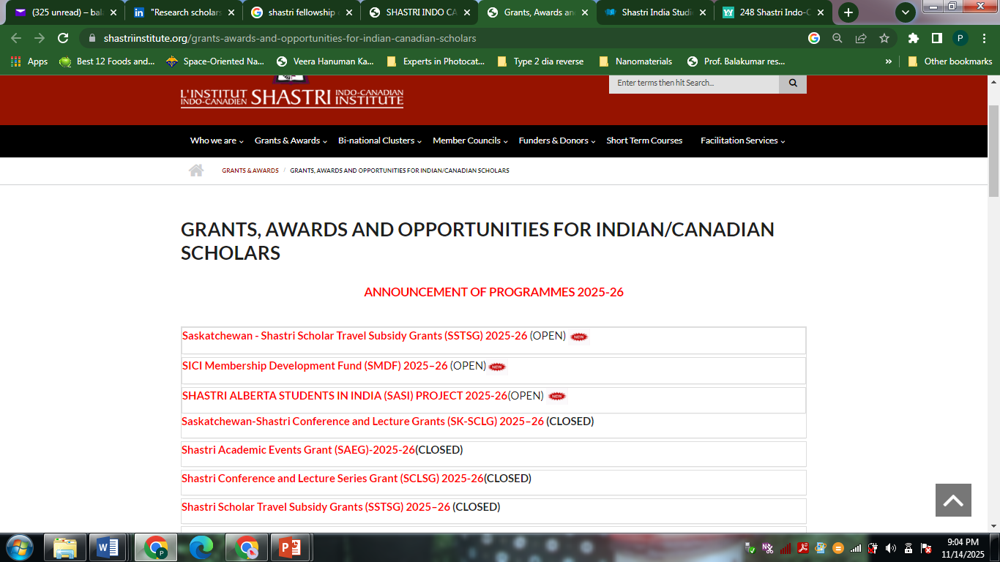 (325 unread) – bal
"Research scholars
shastri fellowship
SHASTRI INDO CA
Grants, Awards an
Shastri India Studi
248 Shastri Indo-C
shastriinstitute.org/grants-awards-and-opportunities-for-indian-canadian-scholars
P
Apps
Best 12 Foods and...
Space-Oriented Na...
Veera Hanuman Ka...
Experts in Photocat...
Type 2 dia reverse
Nanomaterials
Prof. Balakumar res...
»
Other bookmarks
L'INSTITUT INDO-CANADIEN SHASTRI INDO-CANADIAN INSTITUTE
Enter terms then hit Search...
Who we are
Grants & Awards
Bi-national Clusters
Member Councils
Funders & Donors
Short Term Courses
Facilitation Services
GRANTS & AWARDS / GRANTS, AWARDS AND OPPORTUNITIES FOR INDIAN/CANADIAN SCHOLARS
GRANTS, AWARDS AND OPPORTUNITIES FOR INDIAN/CANADIAN
SCHOLARS
ANNOUNCEMENT OF PROGRAMMES 2025-26
Saskatchewan - Shastri Scholar Travel Subsidy Grants (SSTSG) 2025-26 (OPEN) NEW
SICI Membership Development Fund (SMDF) 2025–26 (OPEN) NEW
SHASTRI ALBERTA STUDENTS IN INDIA (SASI) PROJECT 2025-26(OPEN) NEW
Saskatchewan-Shastri Conference and Lecture Grants (SK-SCLG) 2025–26 (CLOSED)
Shastri Academic Events Grant (SAEG)-2025-26(CLOSED)
Shastri Conference and Lecture Series Grant (SCLSG) 2025-26(CLOSED)
Shastri Scholar Travel Subsidy Grants (SSTSG) 2025–26 (CLOSED)
9:04 PM
11/14/2025